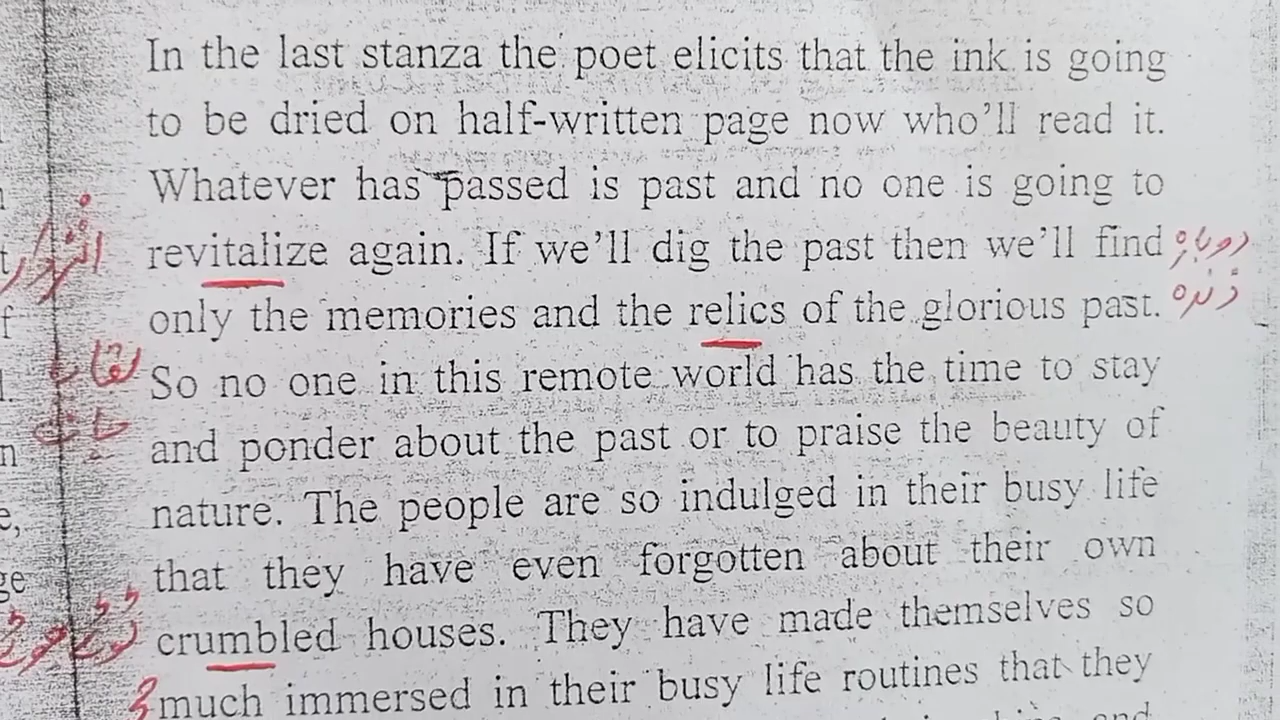 In the last stanza the poet elicits that the ink is going
to be dried on half-written page now who'll read it.
Whatever has passed is past and no one is going to
revitalize again. If we'll dig the past then we'll find دوبارہ
only the memories and the relics of the glorious past. زندہ
So no one in this remote world has the time to stay
and ponder about the past or to praise the beauty of
nature. The people are so indulged in their busy life
that they have even forgotten about their own
crumbled houses. They have made themselves so
much immersed in their busy life routines that they